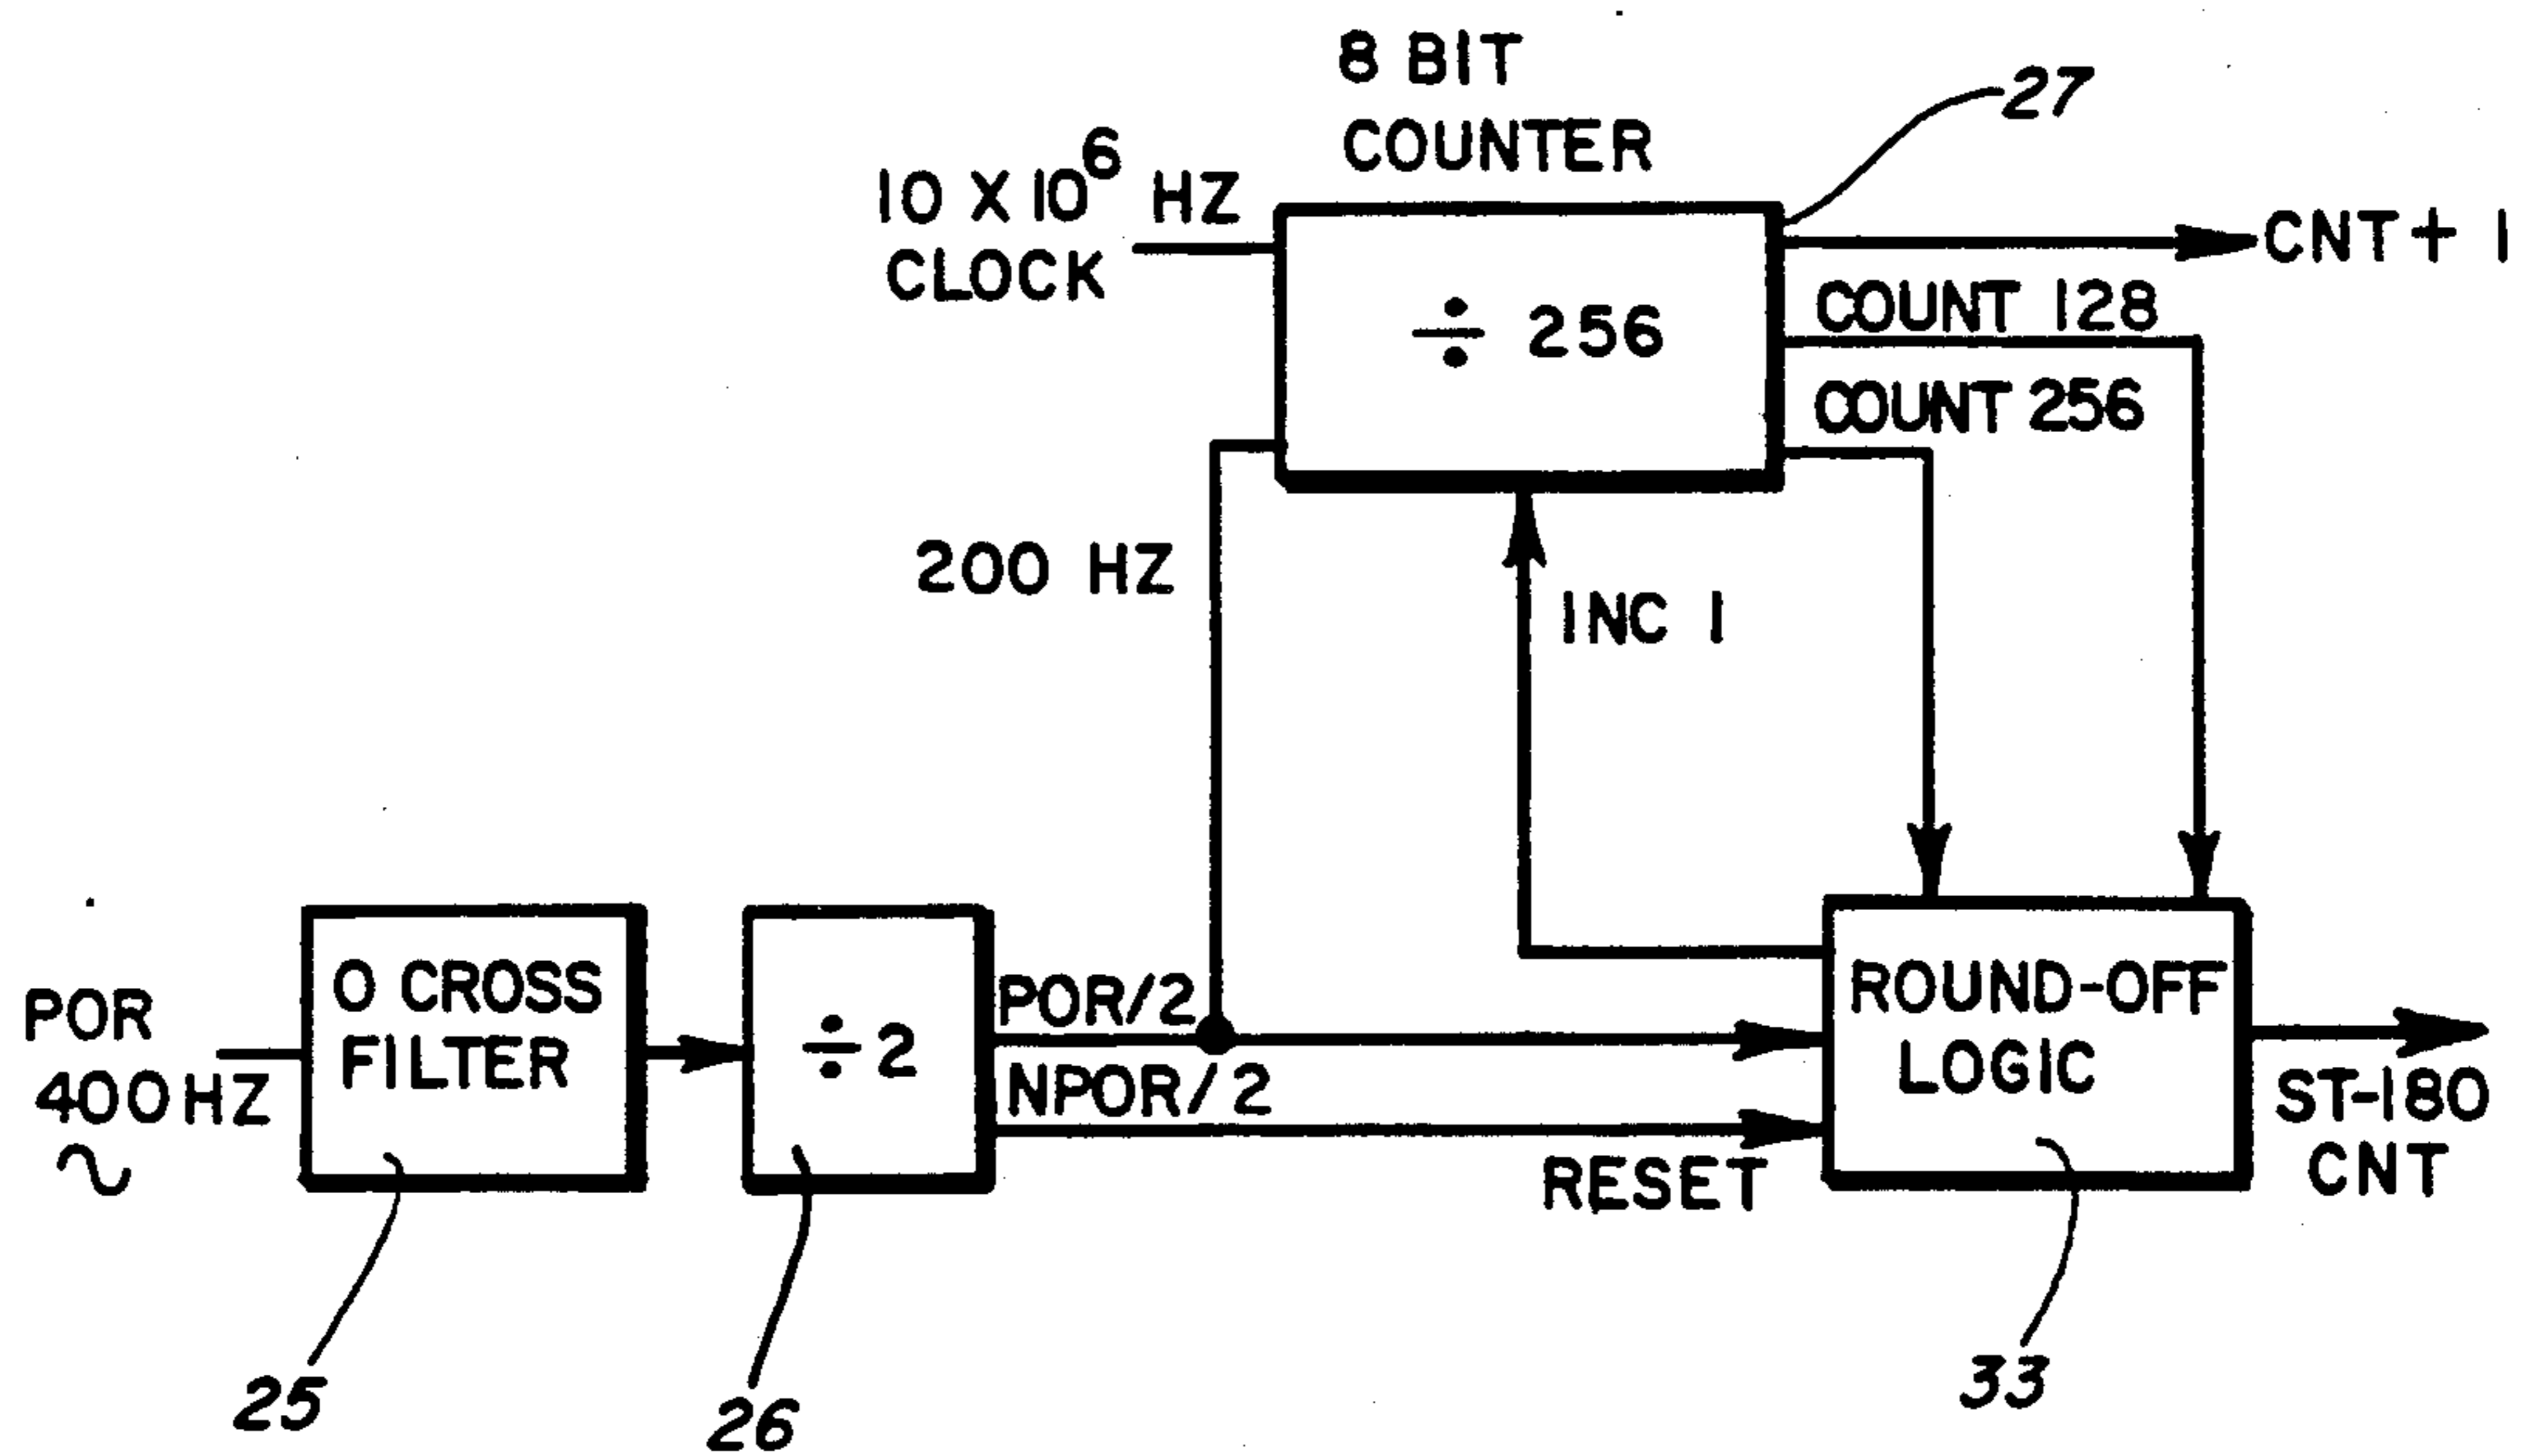 8 BIT
COUNTER
27
10 X 10⁶ HZ
CLOCK
÷ 256
CNT + 1
COUNT 128
COUNT 256
200 HZ
INC 1
POR
400 HZ
0 CROSS
FILTER
÷2
POR/2
NPOR/2
RESET
ROUND-OFF
LOGIC
ST-180
CNT
25
26
33